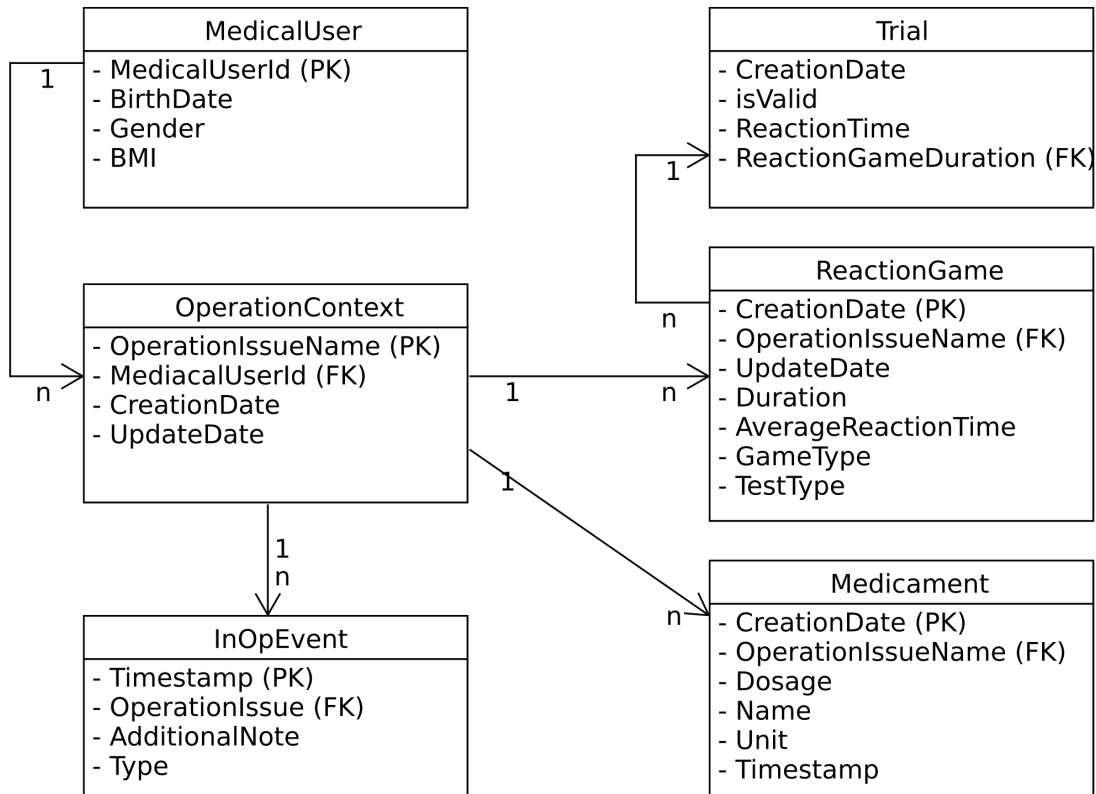 MedicalUser
- MedicalUserId (PK)
- BirthDate
- Gender
- BMI
1
n
OperationContext
- OperationIssueName (PK)
- MediacalUserId (FK)
- CreationDate
- UpdateDate
1
n
1
n
1
n
InOpEvent
- Timestamp (PK)
- OperationIssue (FK)
- AdditionalNote
- Type
Trial
- CreationDate
- isValid
- ReactionTime
- ReactionGameDuration (FK)
1
n
ReactionGame
- CreationDate (PK)
- OperationIssueName (FK)
- UpdateDate
- Duration
- AverageReactionTime
- GameType
- TestType
Medicament
- CreationDate (PK)
- OperationIssueName (FK)
- Dosage
- Name
- Unit
- Timestamp